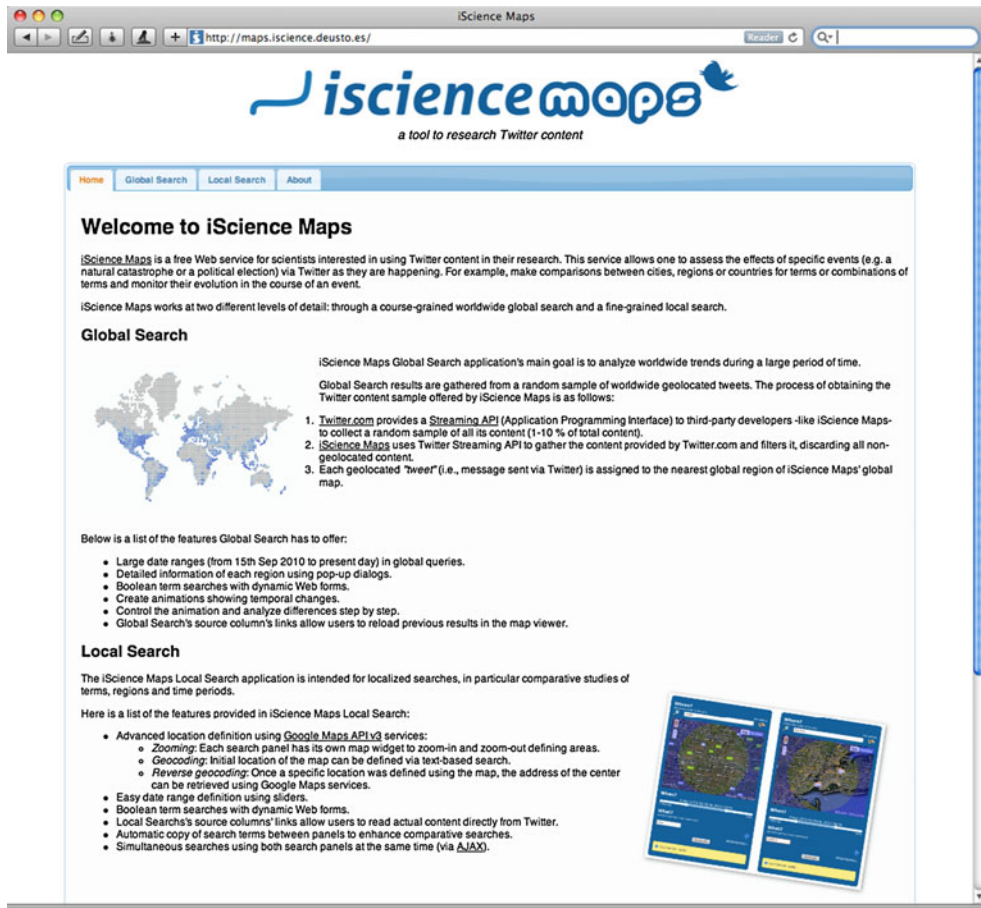 iScience Maps
http://maps.iscience.deusto.es/
Reader
isciencemaps
a tool to research Twitter content
Home
Global Search
Local Search
About
Welcome to iScience Maps
iScience Maps is a free Web service for scientists interested in using Twitter content in their research. This service allows one to assess the effects of specific events (e.g. a
natural catastrophe or a political election) via Twitter as they are happening. For example, make comparisons between cities, regions or countries for terms or combinations of
terms and monitor their evolution in the course of an event.
iScience Maps works at two different levels of detail: through a course-grained worldwide global search and a fine-grained local search.
Global Search
iScience Maps Global Search application's main goal is to analyze worldwide trends during a large period of time.
Global Search results are gathered from a random sample of worldwide geolocated tweets. The process of obtaining the
Twitter content sample offered by iScience Maps is as follows:
1. Twitter.com provides a Streaming API (Application Programming Interface) to third-party developers -like iScience Maps-
to collect a random sample of all its content (1-10 % of total content).
2. iScience Maps uses Twitter Streaming API to gather the content provided by Twitter.com and filters it, discarding all non-
geolocated content.
3. Each geolocated "tweet" (i.e., message sent via Twitter) is assigned to the nearest global region of iScience Maps' global
map.
Below is a list of the features Global Search has to offer:
• Large date ranges (from 15th Sep 2010 to present day) in global queries.
• Detailed information of each region using pop-up dialogs.
• Boolean term searches with dynamic Web forms.
• Create animations showing temporal changes.
• Control the animation and analyze differences step by step.
• Global Search's source column's links allow users to reload previous results in the map viewer.
Local Search
The iScience Maps Local Search application is intended for localized searches, in particular comparative studies of
terms, regions and time periods.
Here is a list of the features provided in iScience Maps Local Search:
• Advanced location definition using Google Maps API v3 services:
Zooming: Each search panel has its own map widget to zoom-in and zoom-out defining areas.
Geocoding: Initial location of the map can be defined via text-based search.
Reverse geocoding: Once a specific location was defined using the map, the address of the center
can be retrieved using Google Maps services.
• Easy date range definition using sliders.
• Boolean term searches with dynamic Web forms.
• Local Searchs's source columns' links allow users to read actual content directly from Twitter.
• Automatic copy of search terms between panels to enhance comparative searches.
• Simultaneous searches using both search panels at the same time (via AJAX).
Where?
When?
What?
Where?
When?
What?